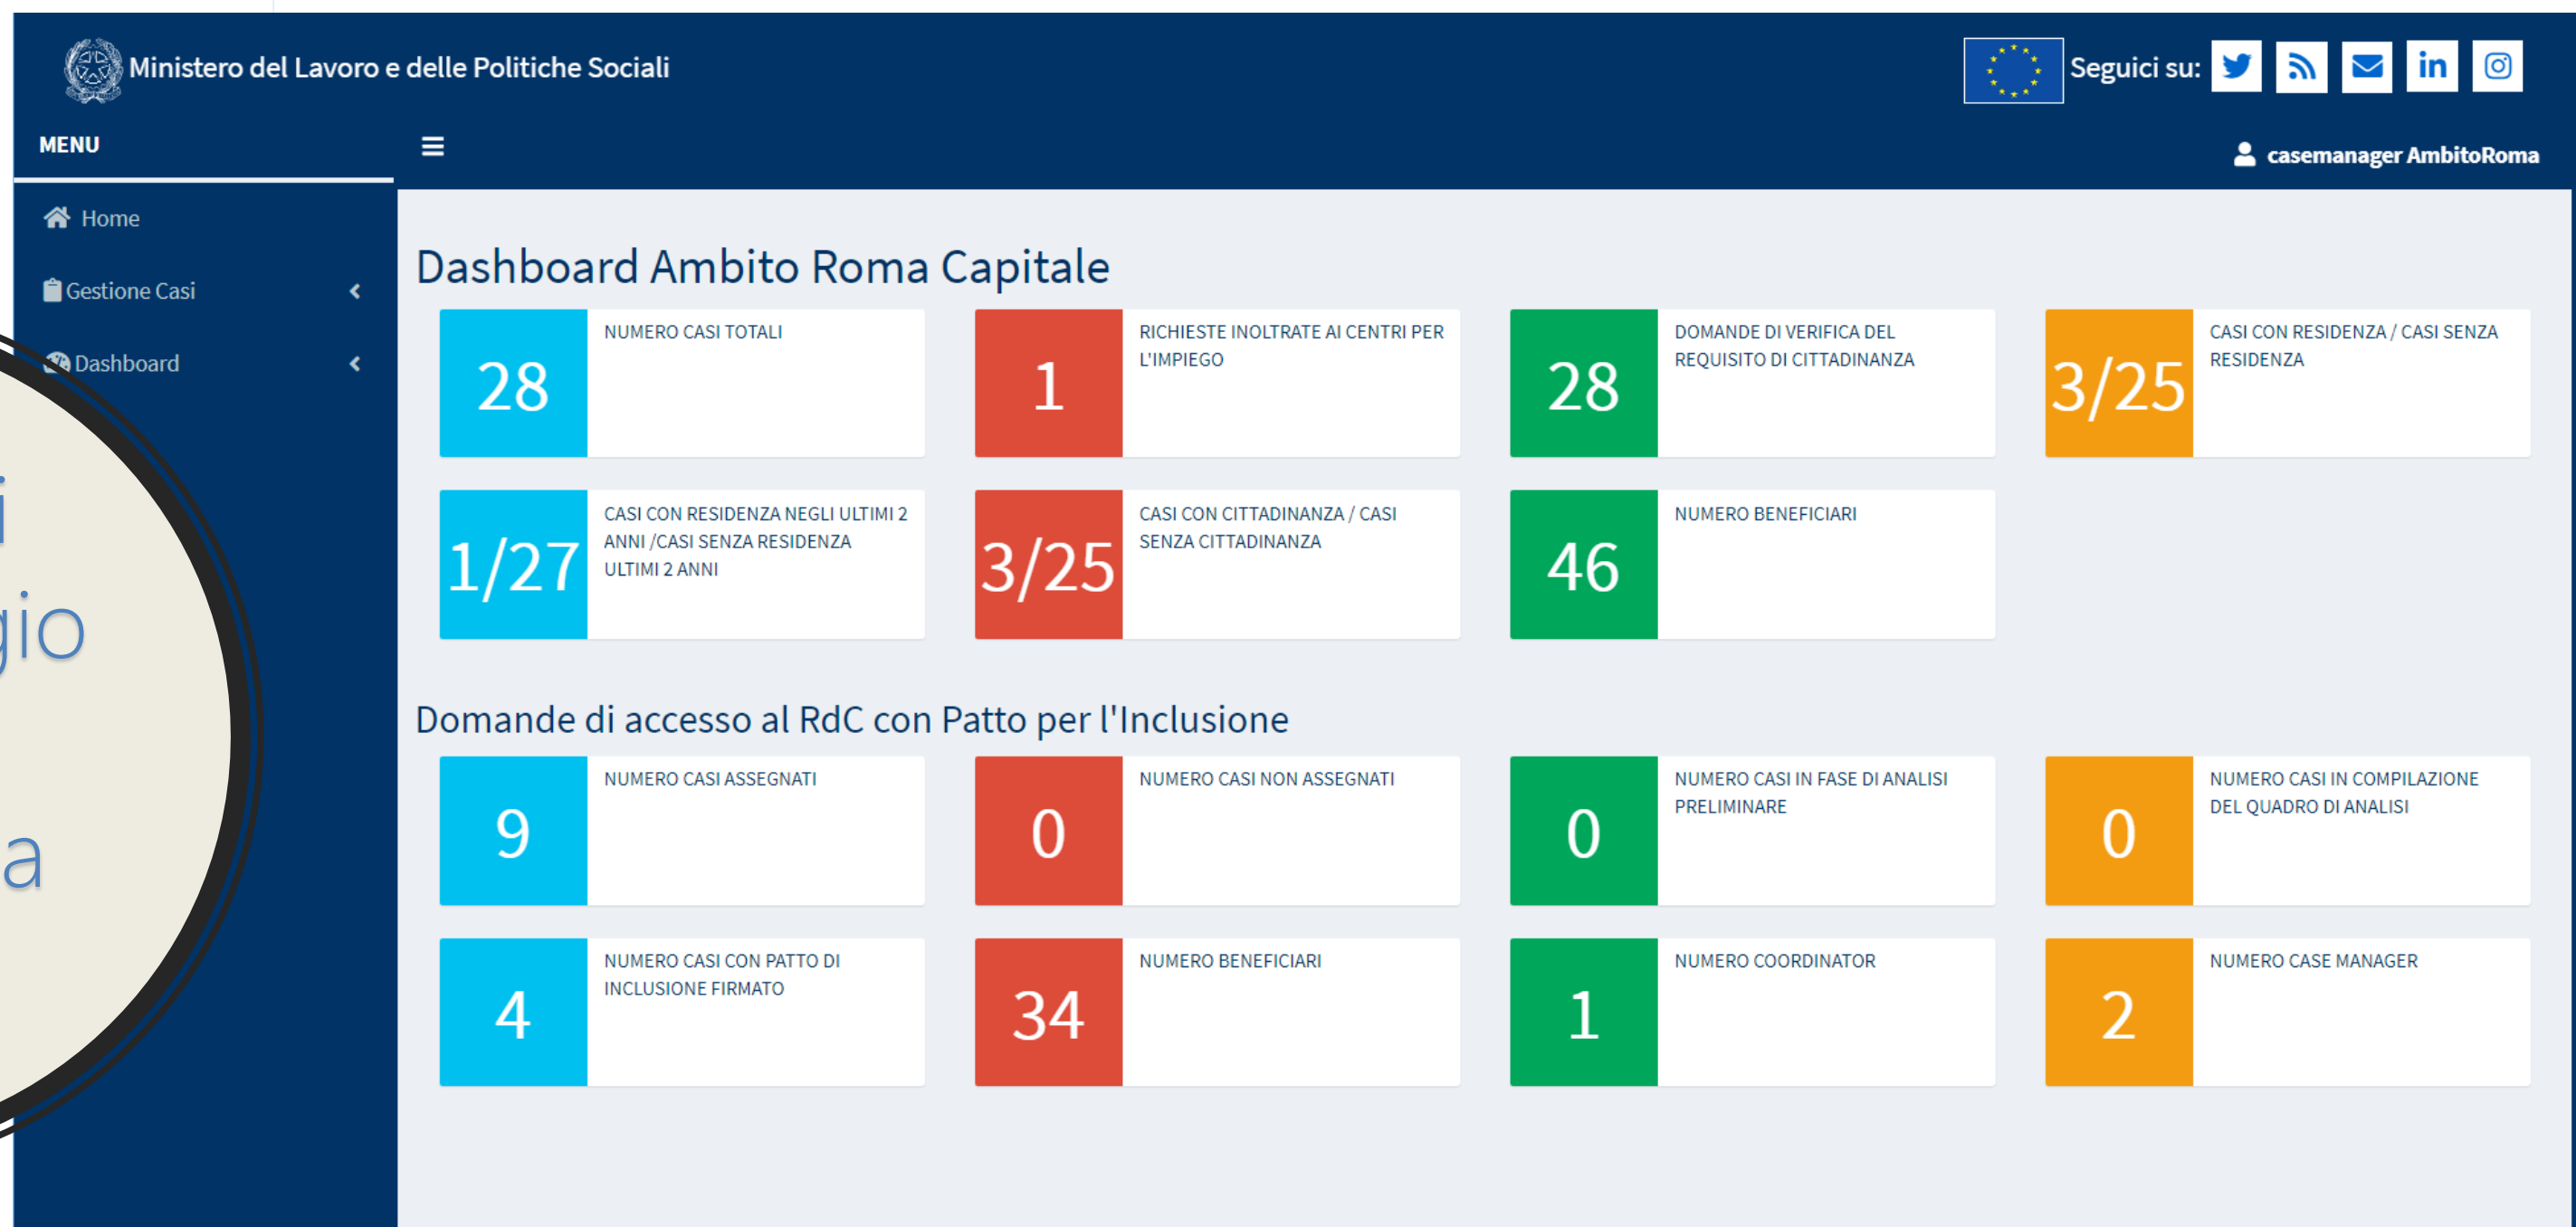 Ministero del Lavoro e delle Politiche Sociali
Seguici su:
MENU
casemanager AmbitoRoma
Home
Gestione Casi
Dashboard
Dashboard Ambito Roma Capitale
28
NUMERO CASI TOTALI
1
RICHIESTE INOLTRATE AI CENTRI PER
L'IMPIEGO
28
DOMANDE DI VERIFICA DEL
REQUISITO DI CITTADINANZA
3/25
CASI CON RESIDENZA / CASI SENZA
RESIDENZA
1/27
CASI CON RESIDENZA NEGLI ULTIMI 2
ANNI /CASI SENZA RESIDENZA
ULTIMI 2 ANNI
3/25
CASI CON CITTADINANZA / CASI
SENZA CITTADINANZA
46
NUMERO BENEFICIARI
Domande di accesso al RdC con Patto per l'Inclusione
9
NUMERO CASI ASSEGNATI
0
NUMERO CASI NON ASSEGNATI
0
NUMERO CASI IN FASE DI ANALISI
PRELIMINARE
0
NUMERO CASI IN COMPILAZIONE
DEL QUADRO DI ANALISI
4
NUMERO CASI CON PATTO DI
INCLUSIONE FIRMATO
34
NUMERO BENEFICIARI
1
NUMERO COORDINATOR
2
NUMERO CASE MANAGER